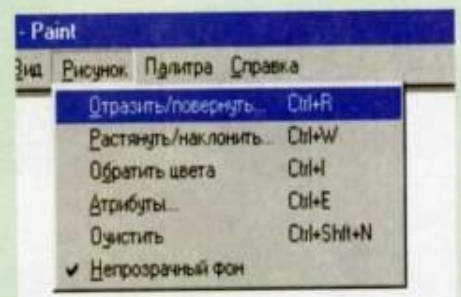 - Paint
Вид Рисунок Палитра Справка
Отразить/повернуть... Ctrl+R
Растянуть/наклонить... Ctrl+W
Обратить цвета Ctrl+I
Атрибуты... Ctrl+E
Очистить Ctrl+Shft+N
✓ Непрозрачный фон